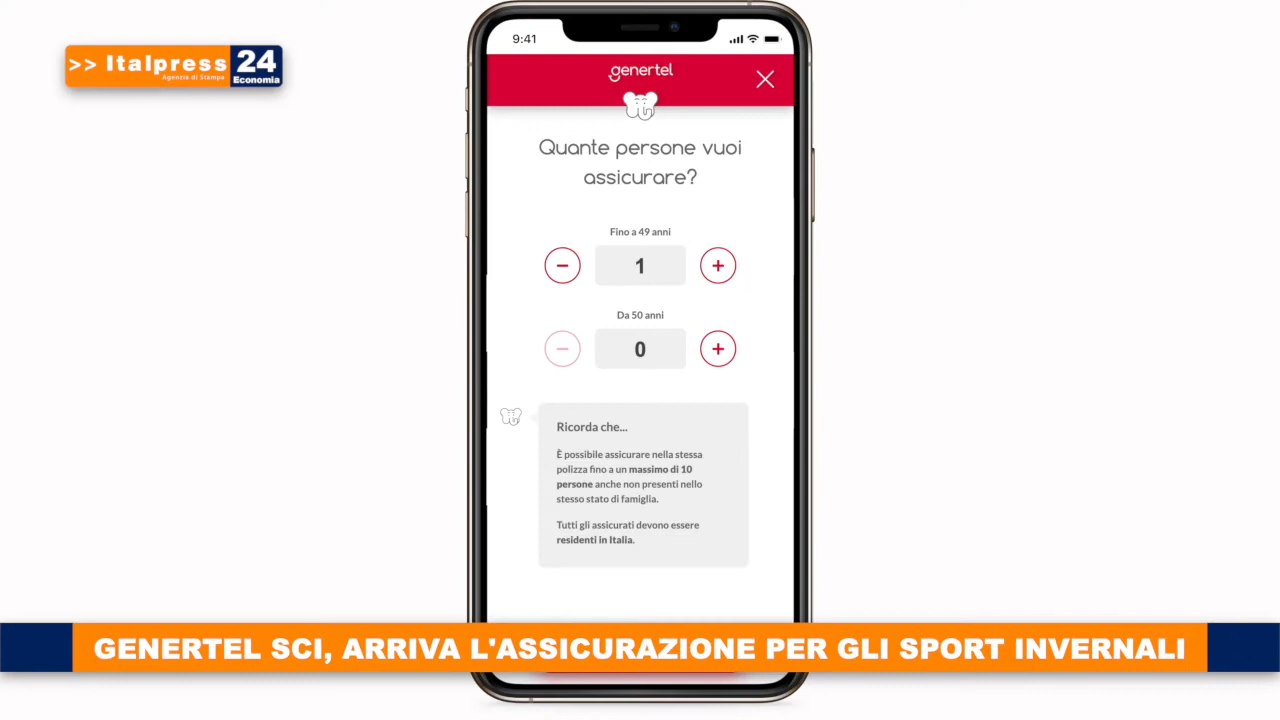 >> Italpress
24
Agenzia di Stampa
Economia
9:41
genertel
Quante persone vuoi
assicurare?
Fino a 49 anni
1
Da 50 anni
0
Ricorda che...
È possibile assicurare nella stessa
polizza fino a un massimo di 10
persone anche non presenti nello
stesso stato di famiglia.
Tutti gli assicurati devono essere
residenti in Italia.
GENERTEL SCI, ARRIVA L'ASSICURAZIONE PER GLI SPORT INVERNALI